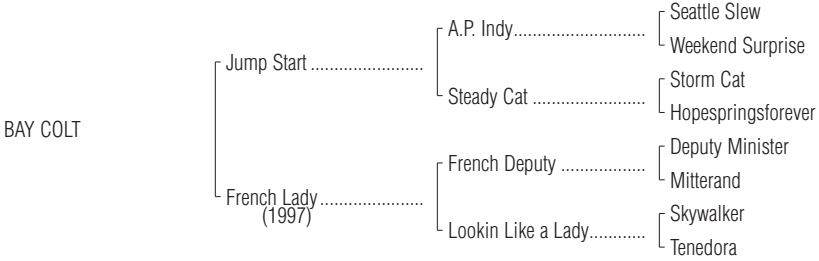 Seattle Slew
A.P. Indy..............................
Weekend Surprise
Jump Start .........................
Storm Cat
Steady Cat .........................
Hopespringsforever
BAY COLT
Deputy Minister
French Deputy ...................
Mitterand
French Lady.......................
(1997)
Skywalker
Lookin Like a Lady............
Tenedora